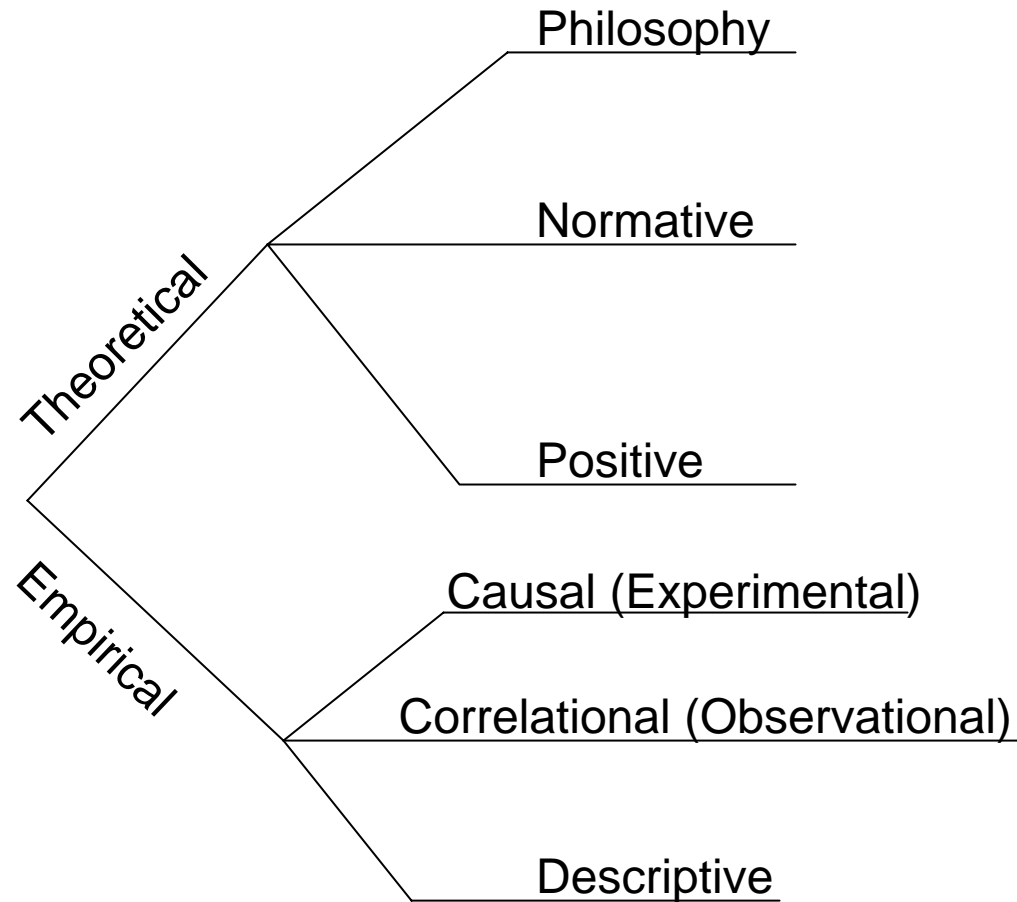 Philosophy
Normative
Theoretical
Positive
Empirical
Causal (Experimental)
Correlational (Observational)
Descriptive